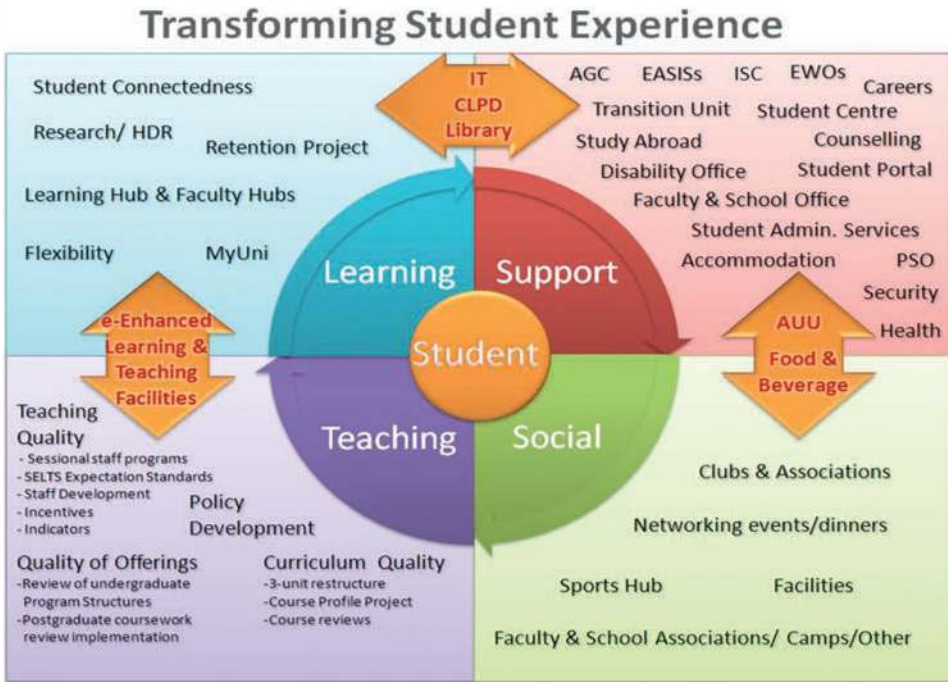 Transforming Student Experience
Student Connectedness
Research/ HDR
Retention Project
Learning Hub & Faculty Hubs
Flexibility
MyUni
IT
CLPD
Library
AGC
EASISs
ISC
EWOs
Careers
Transition Unit
Student Centre
Study Abroad
Counselling
Disability Office
Student Portal
Faculty & School Office
Student Admin. Services
Accommodation
PSO
Security
Health
Learning
Support
Student
Teaching
Social
e-Enhanced
Learning &
Teaching
Facilities
AUU
Food &
Beverage
Teaching
Quality
- Sessional staff programs
- SELTS Expectation Standards
- Staff Development
- Incentives
- Indicators
Policy
Development
Quality of Offerings
-Review of undergraduate
Program Structures
-Postgraduate coursework
review implementation
Curriculum Quality
-3-unit restructure
-Course Profile Project
-Course reviews
Clubs & Associations
Networking events/dinners
Sports Hub
Facilities
Faculty & School Associations/ Camps/Other